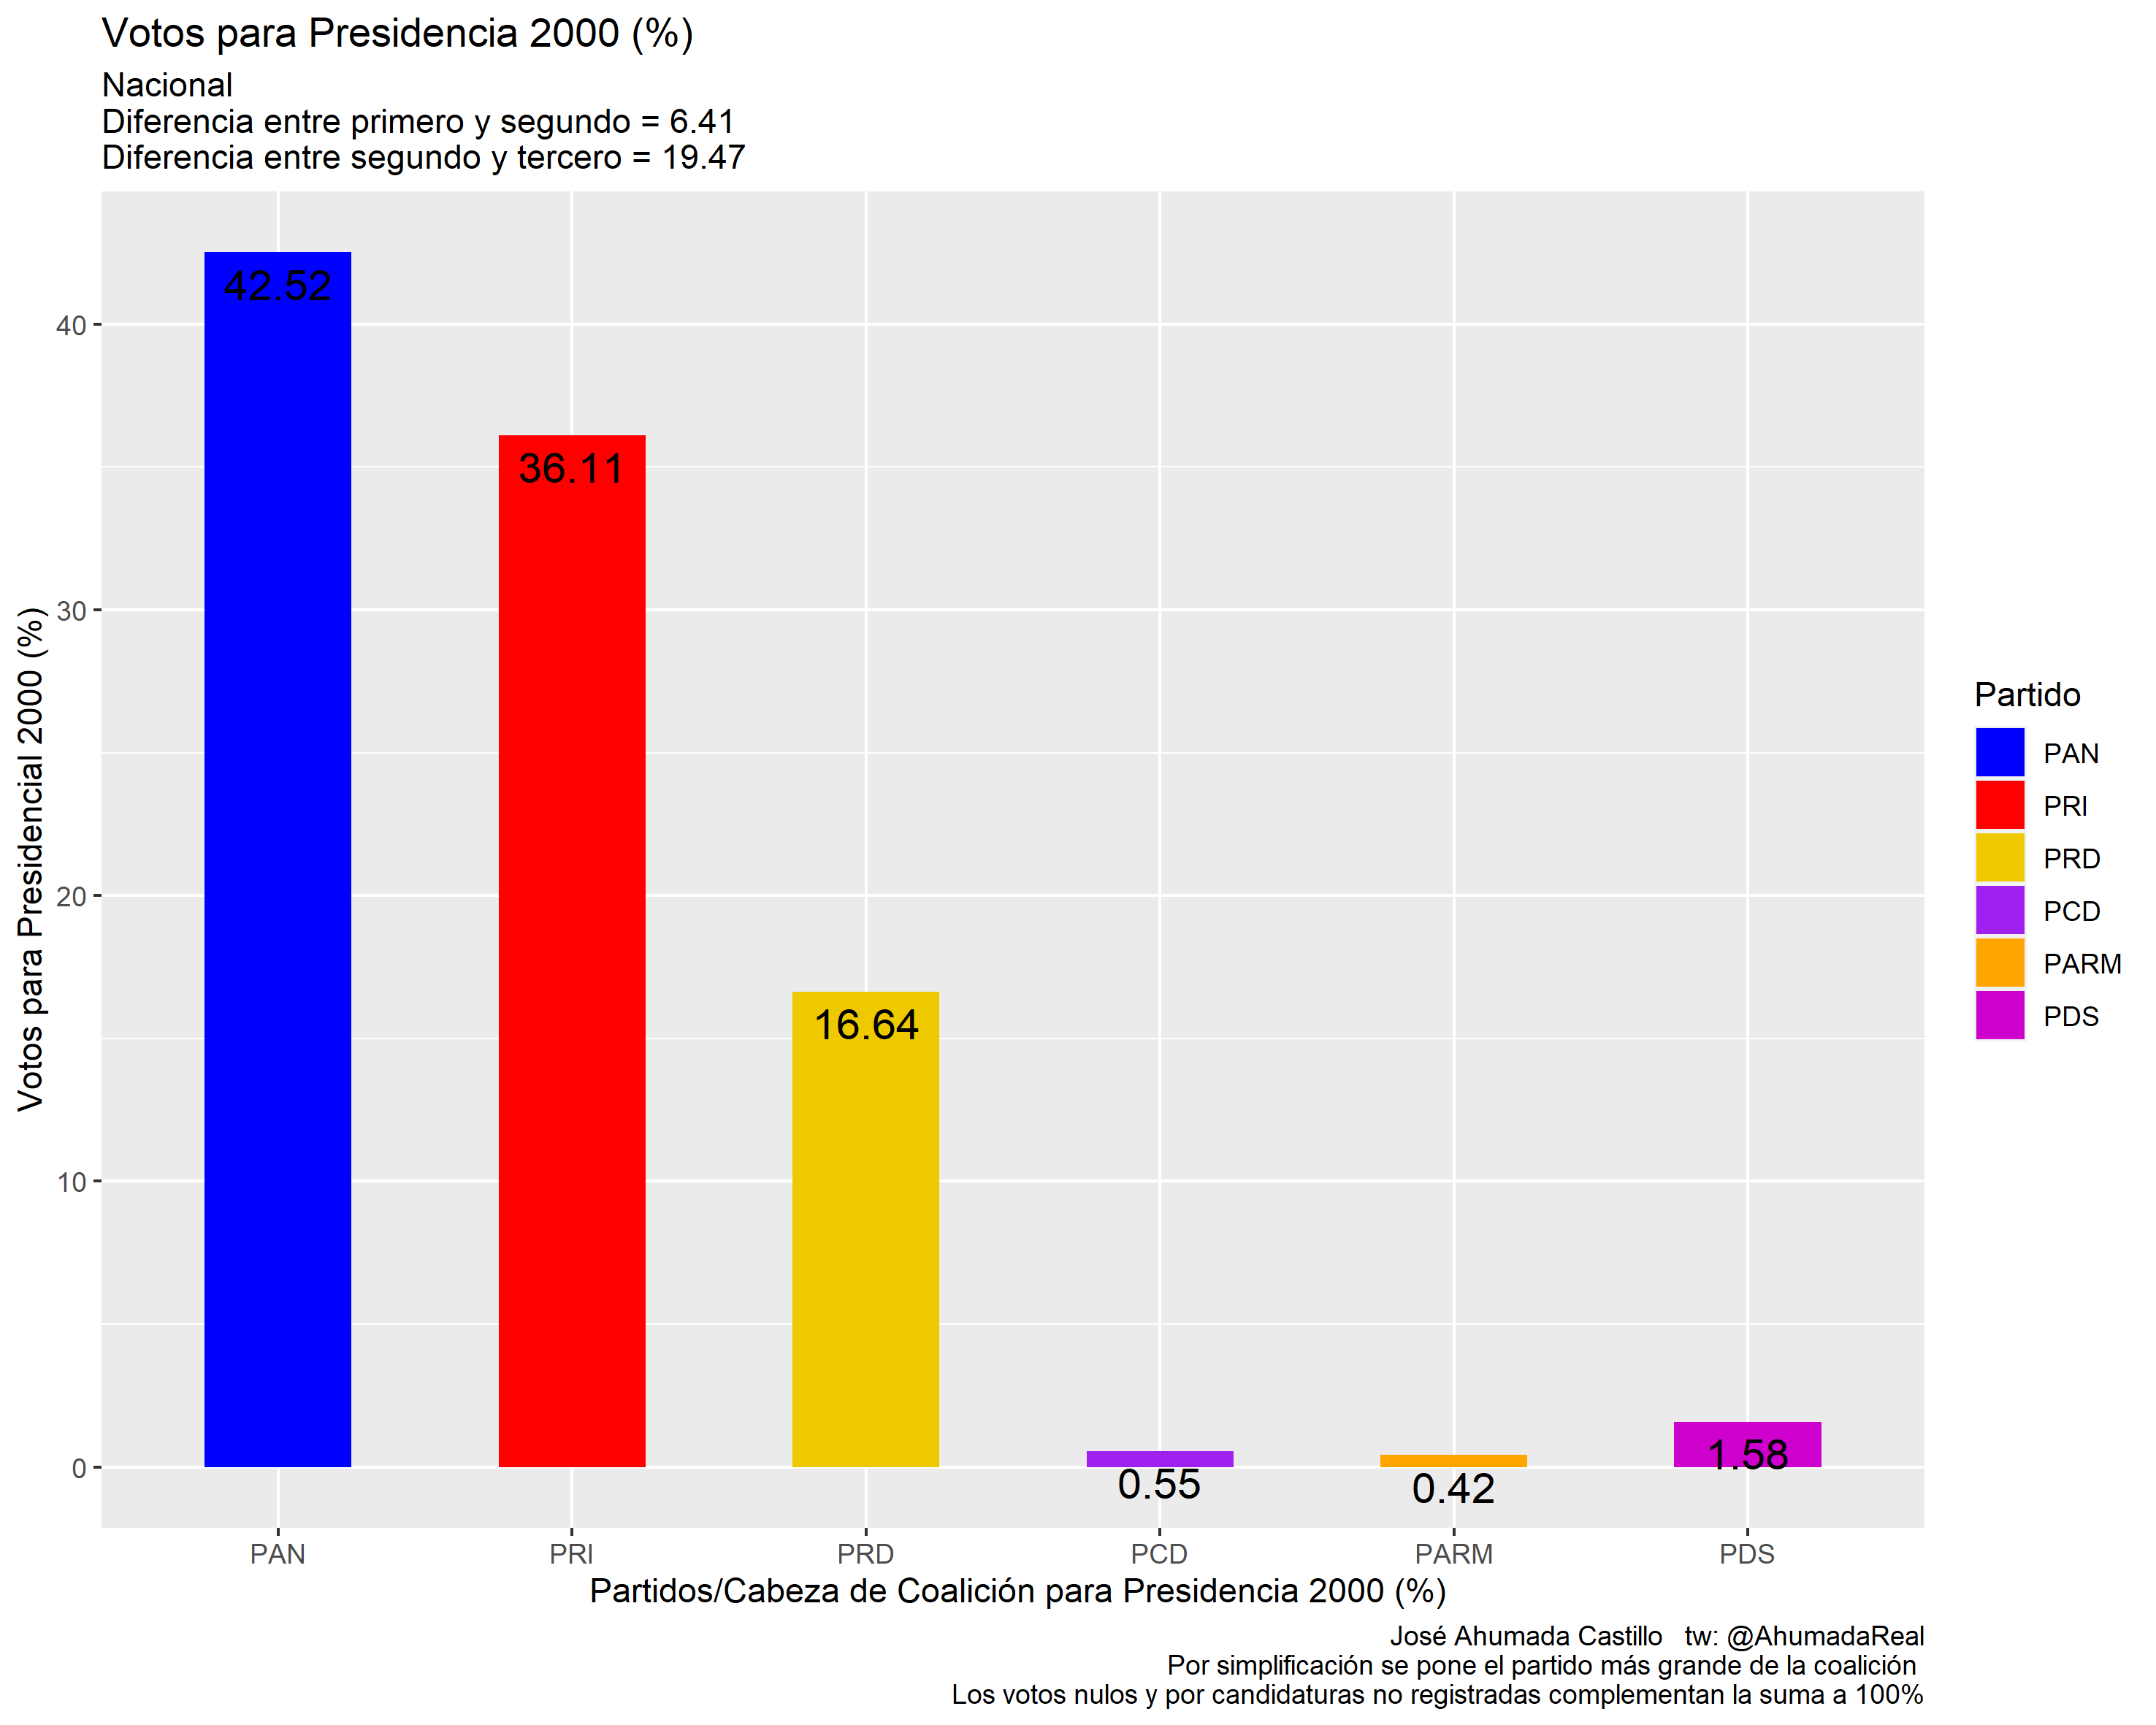 Votos para Presidencia 2000 (%)
Nacional
Diferencia entre primero y segundo = 6.41
Diferencia entre segundo y tercero = 19.47
Votos para Presidencial 2000 (%)
40
30
20
10
0
42.52
36.11
16.64
0.55
0.42
1.58
PAN
PRI
PRD
PCD
PARM
PDS
Partidos/Cabeza de Coalición para Presidencia 2000 (%)
Partido
PAN
PRI
PRD
PCD
PARM
PDS
José Ahumada Castillo   tw: @AhumadaReal
Por simplificación se pone el partido más grande de la coalición
Los votos nulos y por candidaturas no registradas complementan la suma a 100%